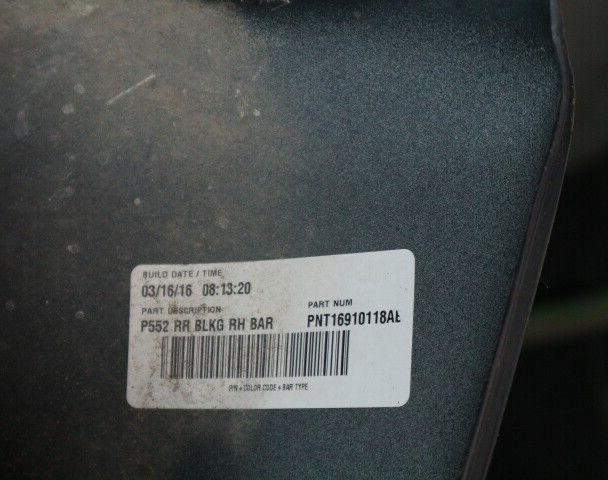 BUILD DATE / TIME
03/16/16 08:13:20
PART DESCRIPTION PART NUM
P552 RR BLKG RH BAR
P/N + COLOR CODE + BAR TYPE